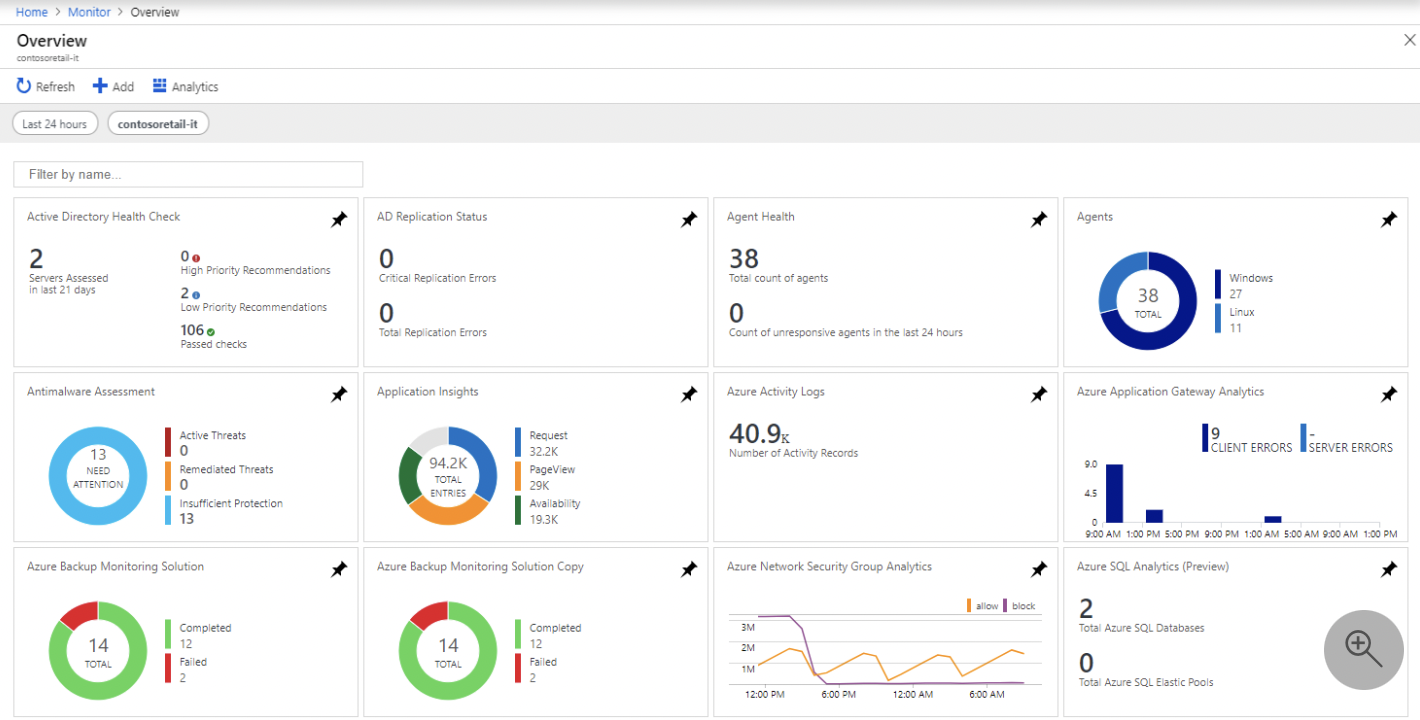 Home > Monitor > Overview
Overview
contosoretail-it
Refresh Add Analytics
Last 24 hours contosoretail-it
Filter by name...
Active Directory Health Check
2
Servers Assessed
in last 21 days
0
High Priority Recommendations
2
Low Priority Recommendations
106
Passed checks
AD Replication Status
0
Critical Replication Errors
0
Total Replication Errors
Agent Health
38
Total count of agents
0
Count of unresponsive agents in the last 24 hours
Agents
38
TOTAL
Windows
27
Linux
11
Antimalware Assessment
13
NEED
ATTENTION
Active Threats
0
Remediated Threats
0
Insufficient Protection
13
Application Insights
94.2K
TOTAL
ENTRIES
Request
32.2K
PageView
29K
Availability
19.3K
Azure Activity Logs
40.9K
Number of Activity Records
Azure Application Gateway Analytics
9 -
CLIENT ERRORS SERVER ERRORS
9.0
4.5
0
9:00 AM 1:00 PM 5:00 PM 9:00 PM 1:00 AM 5:00 AM 9:00 AM 1:00 PM
Azure Backup Monitoring Solution
14
TOTAL
Completed
12
Failed
2
Azure Backup Monitoring Solution Copy
14
TOTAL
Completed
12
Failed
2
Azure Network Security Group Analytics
allow block
3M
2M
1M
12:00 PM 6:00 PM 12:00 AM 6:00 AM
Azure SQL Analytics (Preview)
2
Total Azure SQL Databases
0
Total Azure SQL Elastic Pools